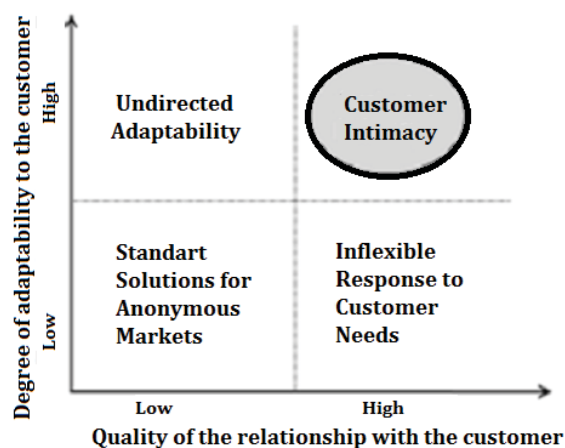 Degree of adaptability to the customer
High
Low
Undirected
Adaptability
Customer
Intimacy
Standart
Solutions for
Anonymous
Markets
Inflexible
Response to
Customer
Needs
Low
High
Quality of the relationship with the customer